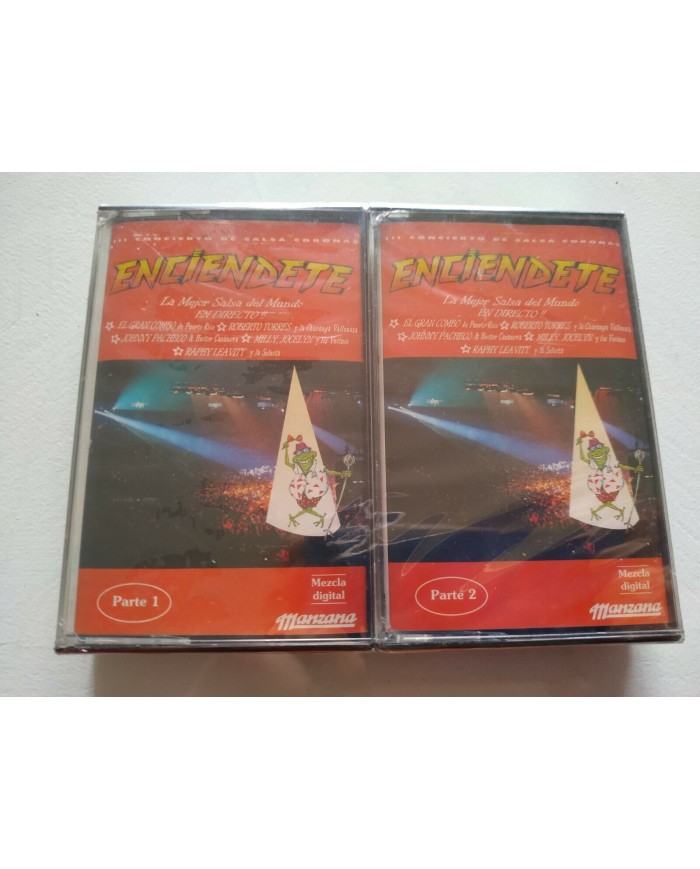 III CONCIERTO DE SALSA CORONAS
ENCIENDETE
La Mejor Salsa del Mundo
EN DIRECTO!!
EL GRAN COMBO de Puerto Rico ROBERTO TORRES y la Charanga Vallenata
JOHNNY PACHECO & Hector Casanova MILLY, JOCELYN y los Vecinos
RAPHY LEAVITT y la Selecta
Parte 1
Mezcla
digital
Manzana
III CONCIERTO DE SALSA CORONAS
ENCIENDETE
La Mejor Salsa del Mundo
EN DIRECTO!!
EL GRAN COMBO de Puerto Rico ROBERTO TORRES y la Charanga Vallenata
JOHNNY PACHECO & Hector Casanova MILLY, JOCELYN y los Vecinos
RAPHY LEAVITT y la Selecta
Parte 2
Mezcla
digital
Manzana